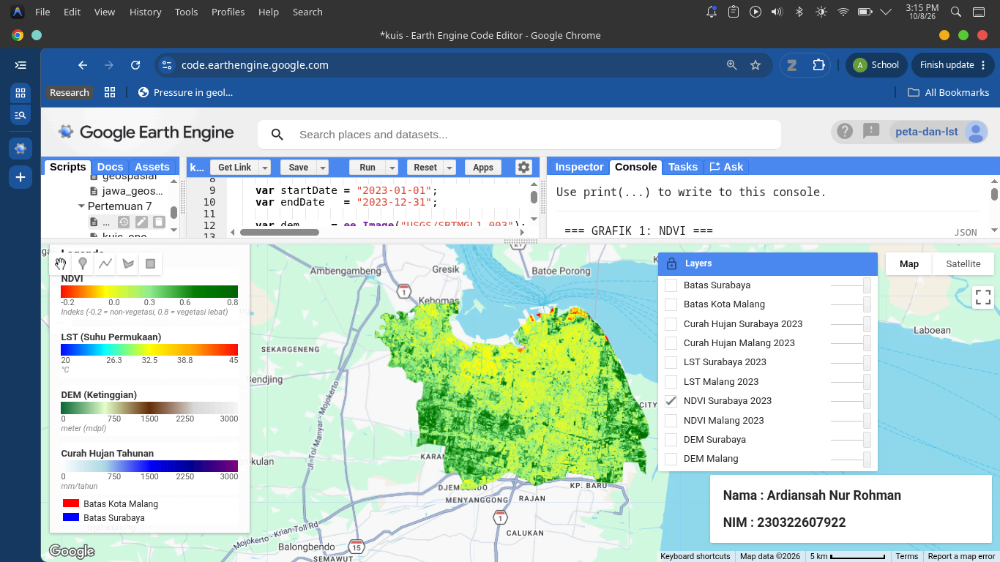 File Edit View History Tools Profiles Help Search
3:15 PM
10/8/26
*kuis - Earth Engine Code Editor - Google Chrome
code.earthengine.google.com
A School
Finish update
Research
Pressure in geol...
All Bookmarks
Google Earth Engine
Search places and datasets...
peta-dan-lst
Scripts Docs Assets
k... Get Link Save Run Reset Apps
Inspector Console Tasks Ask
geospasial
jawa_geos...
Pertemuan 7
...
8
9 var startDate = "2023-01-01";
10 var endDate = "2023-12-31";
11
12 var dem = ee.Image("USGS/SRTMGL1_003");
13
Use print(...) to write to this console.
=== GRAFIK 1: NDVI ===
JSON
NDVI
-0.2 0.0 0.3 0.6 0.8
Indeks (-0.2 = non-vegetasi, 0.8 = vegetasi lebat)
LST (Suhu Permukaan)
20 26.3 32.5 38.8 45
°C
DEM (Ketinggian)
0 750 1500 2250 3000
meter (mdpl)
Curah Hujan Tahunan
0 750 1500 2250 3000
mm/tahun
Batas Kota Malang
Batas Surabaya
Ambengambeng
Gresik
Batoe Porong
1
Kebomas
SEKARGENENG
Bendjing
Jl. Tol Manyar - Mojokerto
CITY
Laboean
kulan
DJEM
MENYANGGONG
RAJAN
KP. BARU
1
CALUKAN
Mojokerto - Krian Toll Rd
Balongbendo
15
SEMAWUT
Layers
Batas Surabaya
Batas Kota Malang
Curah Hujan Surabaya 2023
Curah Hujan Malang 2023
LST Surabaya 2023
LST Malang 2023
NDVI Surabaya 2023
NDVI Malang 2023
DEM Surabaya
DEM Malang
Map Satellite
Nama : Ardiansah Nur Rohman
NIM : 230322607922
Google
Keyboard shortcuts Map data ©2026 5 km Terms Report a map error